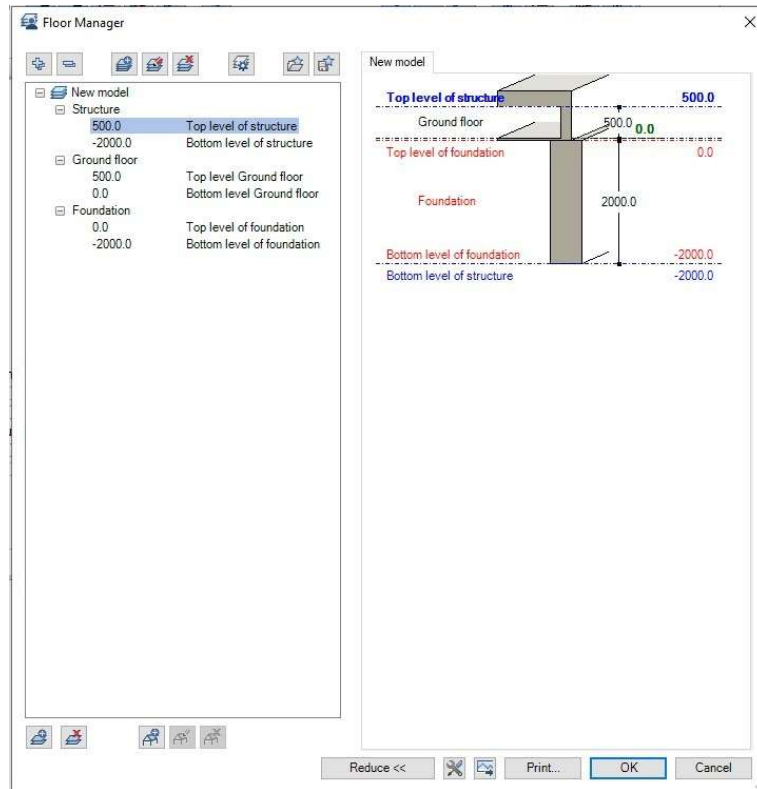 Floor Manager
New model
Structure
500.0 Top level of structure
-2000.0 Bottom level of structure
Ground floor
500.0 Top level Ground floor
0.0 Bottom level Ground floor
Foundation
0.0 Top level of foundation
-2000.0 Bottom level of foundation
New model
Top level of structure 500.0
Ground floor 500.0 0.0
Top level of foundation 0.0
Foundation 2000.0
Bottom level of foundation -2000.0
Bottom level of structure -2000.0
Reduce << Print... OK Cancel